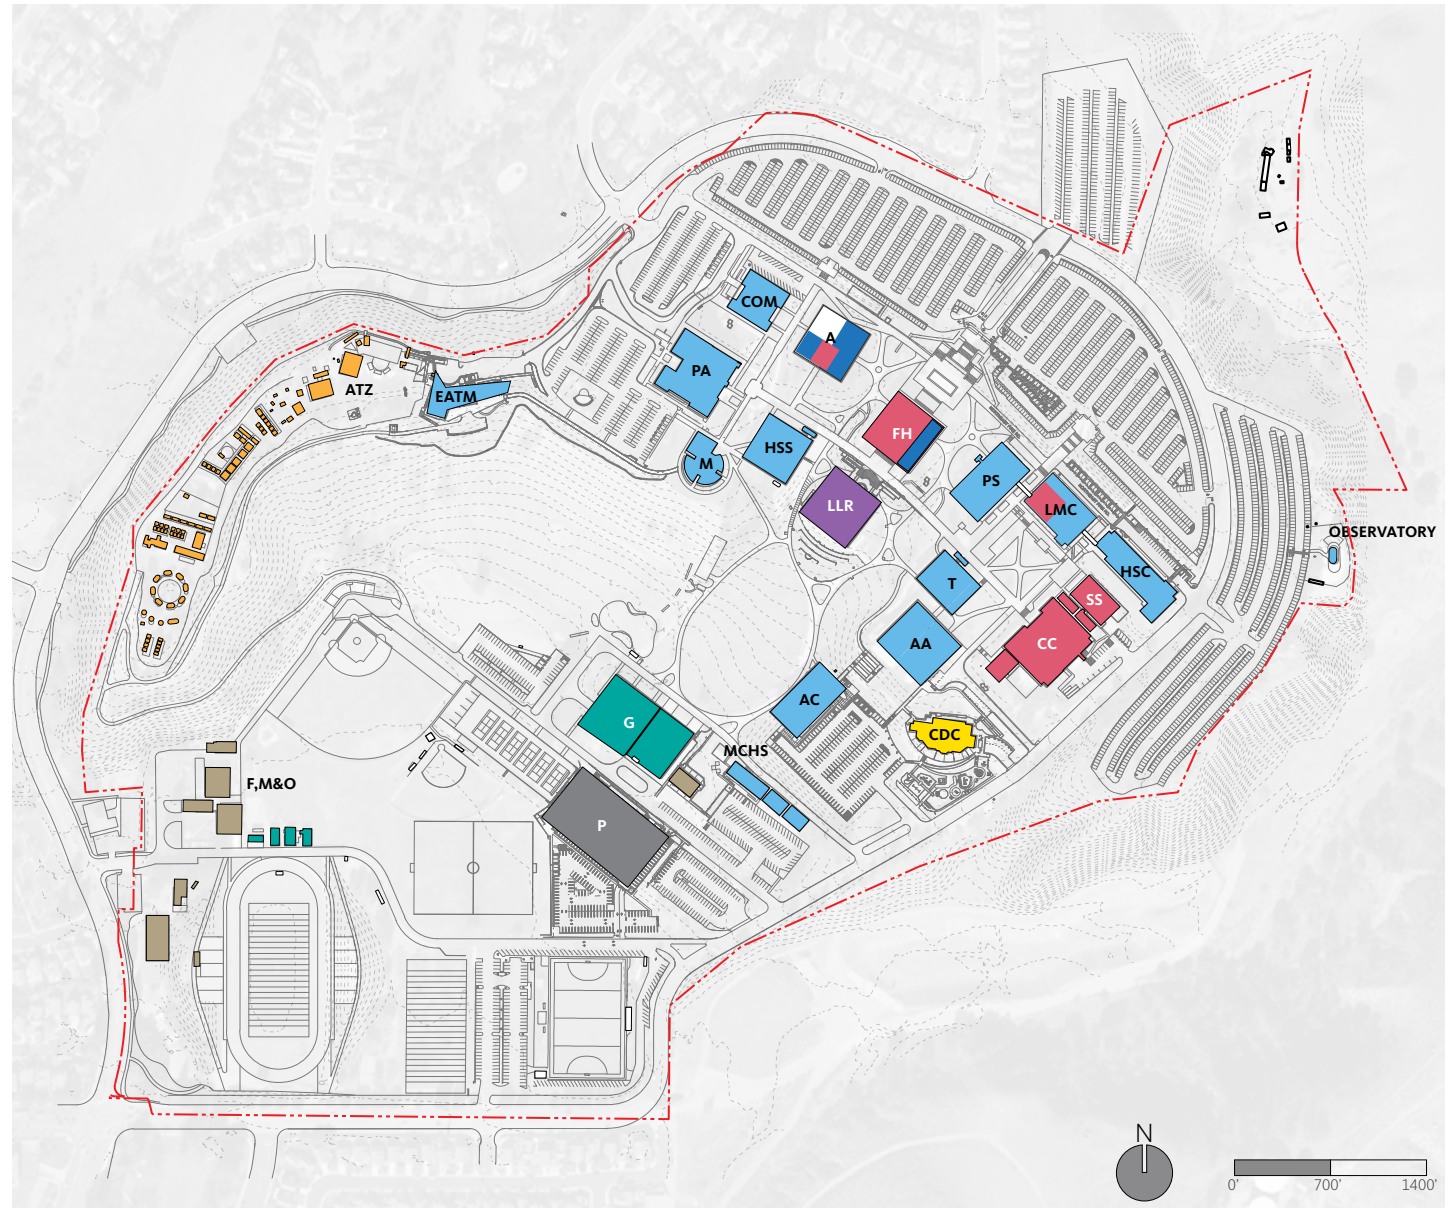 COM
A
ATZ
EATM
PA
FH
HSS
M
PS
LLR
LMC
OBSERVATORY
HSC
T
SS
AA
CC
AC
G
CDC
MCHS
F,M&O
P
N
0'
700'
1400'